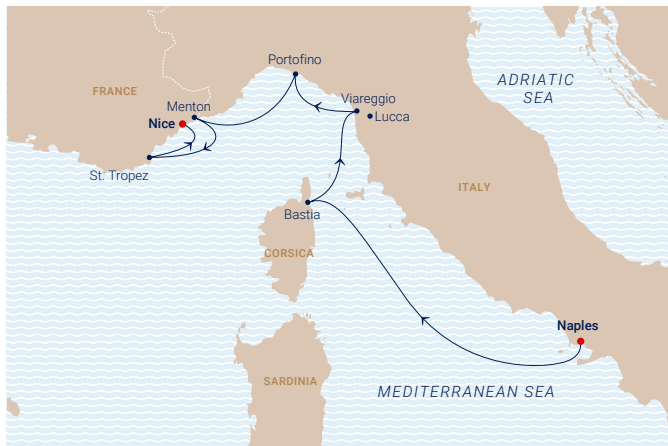 Portofino
ADRIATIC
SEA
FRANCE
Menton
Viareggio
Nice
Lucca
St. Tropez
ITALY
Bastia
CORSICA
Naples
SARDINIA
MEDITERRANEAN SEA